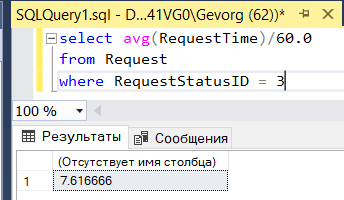 SQLQuery1.sql - D...41VG0\Gevorg (62))*
select avg(RequestTime)/60.0
from Request
where RequestStatusID = 3
100 %
Результаты Сообщения
(Отсутствует имя столбца)
1 7.616666